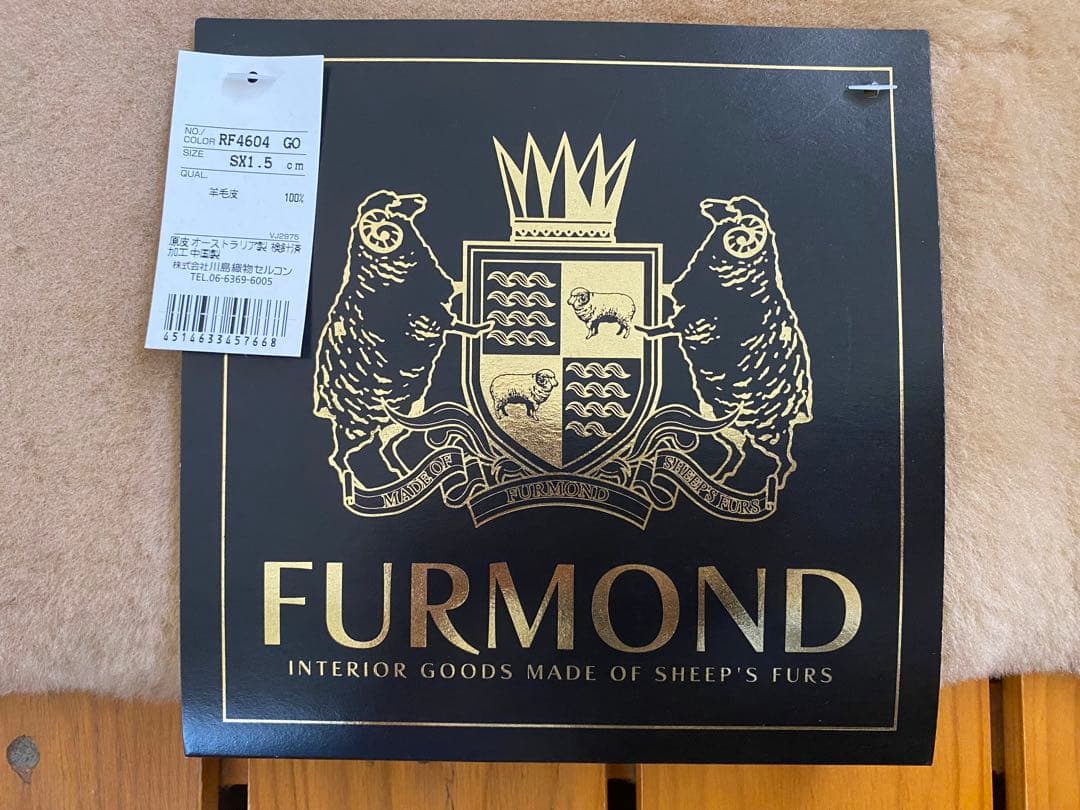 NO./
COLOR RF4604 GO
SIZE SX1.5 cm
QUAL.
羊毛皮 100%
VJ2975
原皮 オーストラリア製 検針済
加工 中国製
株式会社川島織物セルコン
TEL.06-6369-6005
4514633457668
MADE OF FURMOND SHEEP'S FURS
FURMOND
INTERIOR GOODS MADE OF SHEEP'S FURS